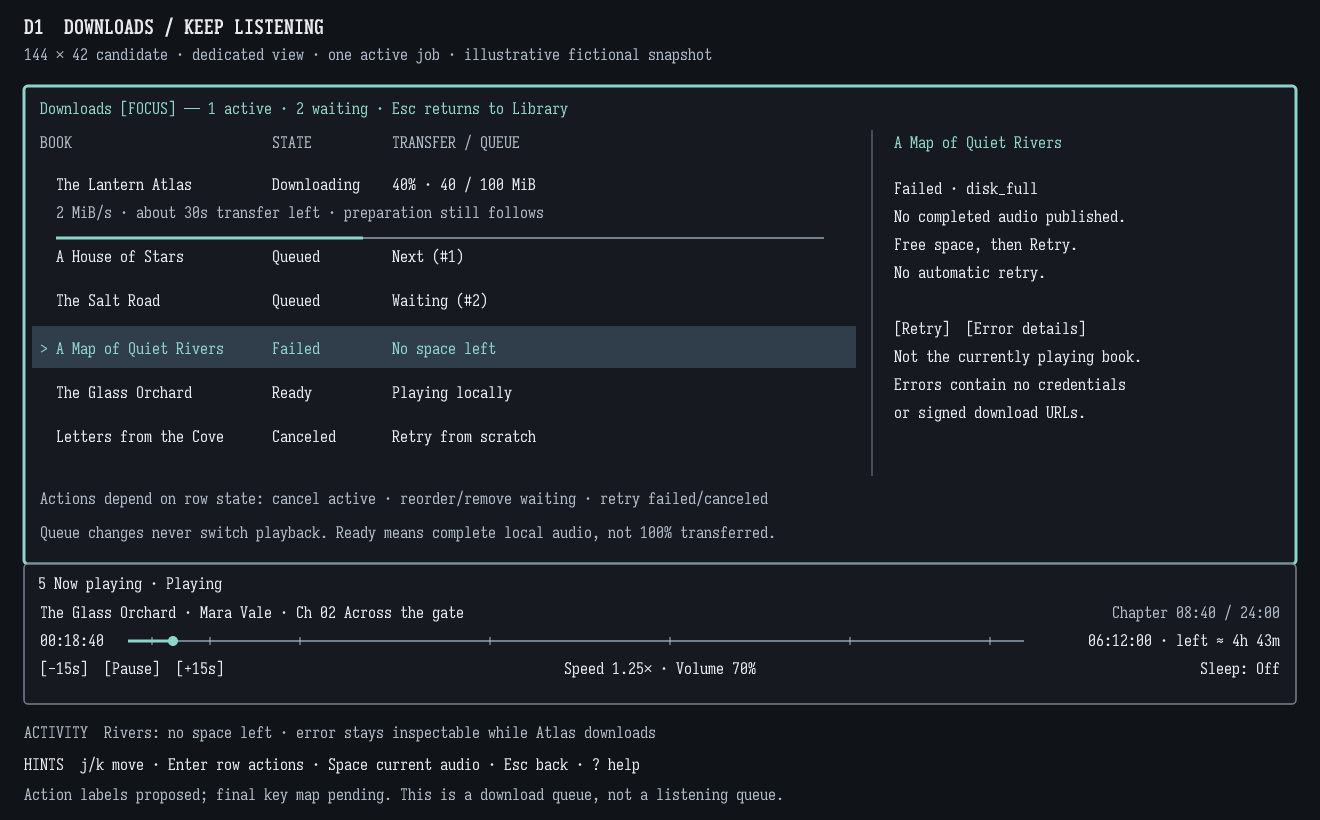 D1  DOWNLOADS / KEEP LISTENING
144 × 42 candidate · dedicated view · one active job · illustrative fictional snapshot
Downloads [FOCUS] — 1 active · 2 waiting · Esc returns to Library
BOOK  STATE  TRANSFER / QUEUE
The Lantern Atlas  Downloading  40% · 40 / 100 MiB
2 MiB/s · about 30s transfer left · preparation still follows
A House of Stars  Queued  Next (#1)
The Salt Road  Queued  Waiting (#2)
> A Map of Quiet Rivers  Failed  No space left
The Glass Orchard  Ready  Playing locally
Letters from the Cove  Canceled  Retry from scratch
A Map of Quiet Rivers
Failed · disk_full
No completed audio published.
Free space, then Retry.
No automatic retry.
[Retry]  [Error details]
Not the currently playing book.
Errors contain no credentials
or signed download URLs.
Actions depend on row state: cancel active · reorder/remove waiting · retry failed/canceled
Queue changes never switch playback. Ready means complete local audio, not 100% transferred.
5 Now playing · Playing
The Glass Orchard · Mara Vale · Ch 02 Across the gate  Chapter 08:40 / 24:00
00:18:40  06:12:00 · left ≈ 4h 43m
[-15s]  [Pause]  [+15s]  Speed 1.25× · Volume 70%  Sleep: Off
ACTIVITY  Rivers: no space left · error stays inspectable while Atlas downloads
HINTS  j/k move · Enter row actions · Space current audio · Esc back · ? help
Action labels proposed; final key map pending. This is a download queue, not a listening queue.